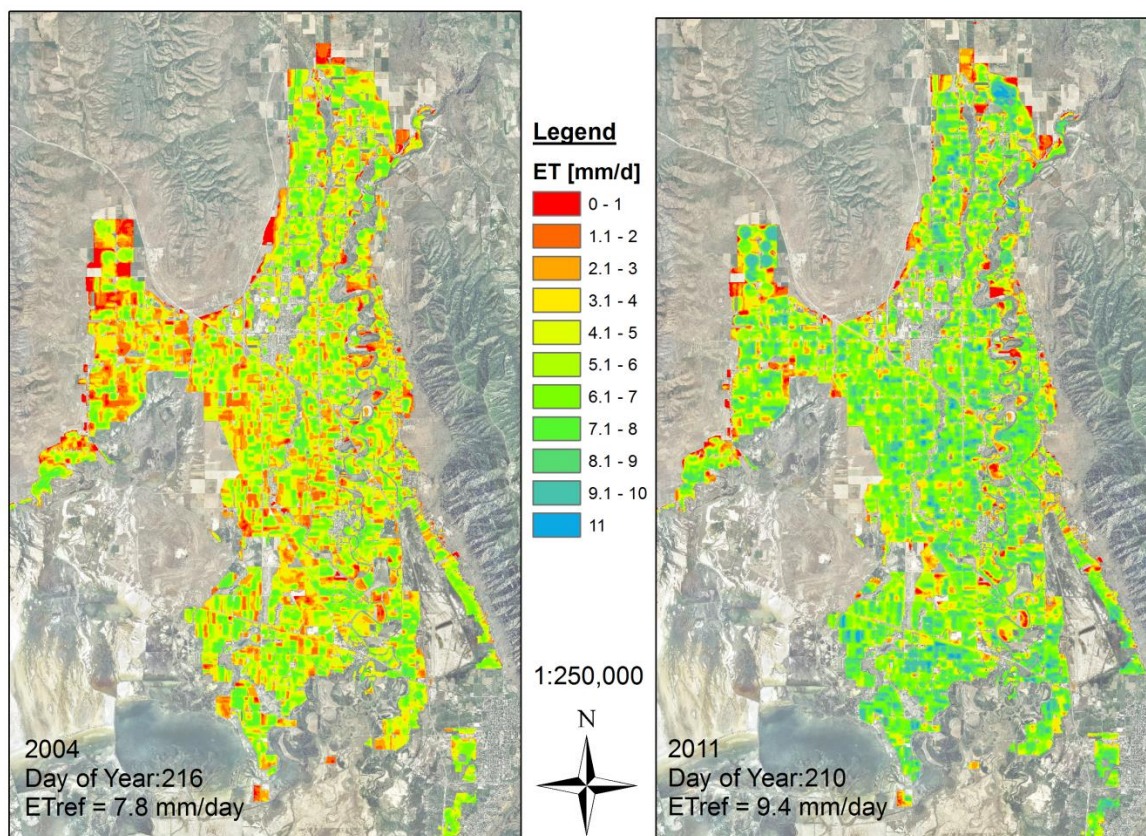 Legend
ET [mm/d]
0 - 1
1.1 - 2
2.1 - 3
3.1 - 4
4.1 - 5
5.1 - 6
6.1 - 7
7.1 - 8
8.1 - 9
9.1 - 10
11
1:250,000
N
2004
Day of Year:216
ETref = 7.8 mm/day
2011
Day of Year:210
ETref = 9.4 mm/day